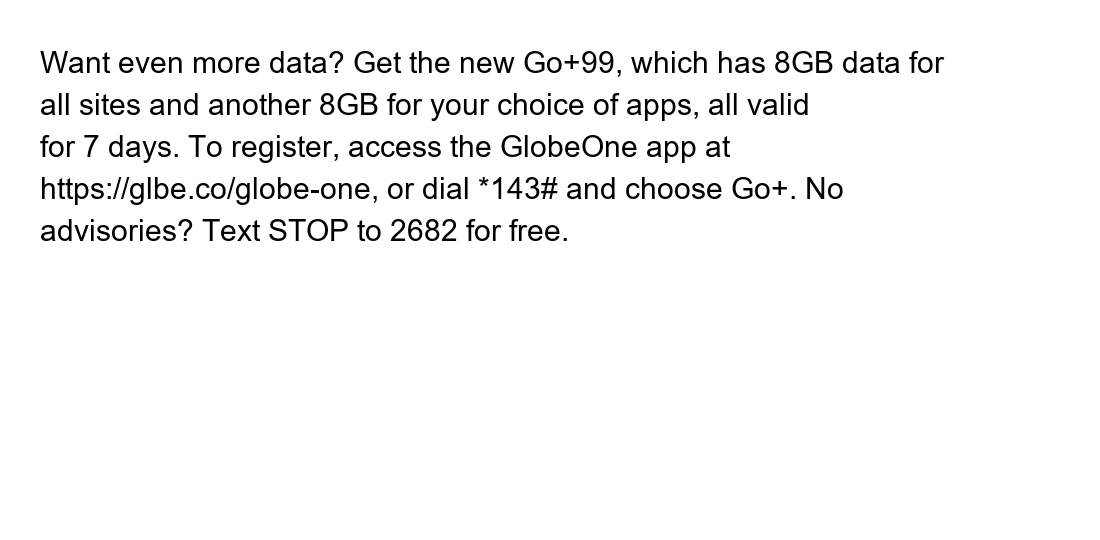 Want even more data? Get the new Go+99, which has 8GB data for
all sites and another 8GB for your choice of apps, all valid
for 7 days. To register, access the GlobeOne app at
https://glbe.co/globe-one, or dial *143# and choose Go+. No
advisories? Text STOP to 2682 for free.